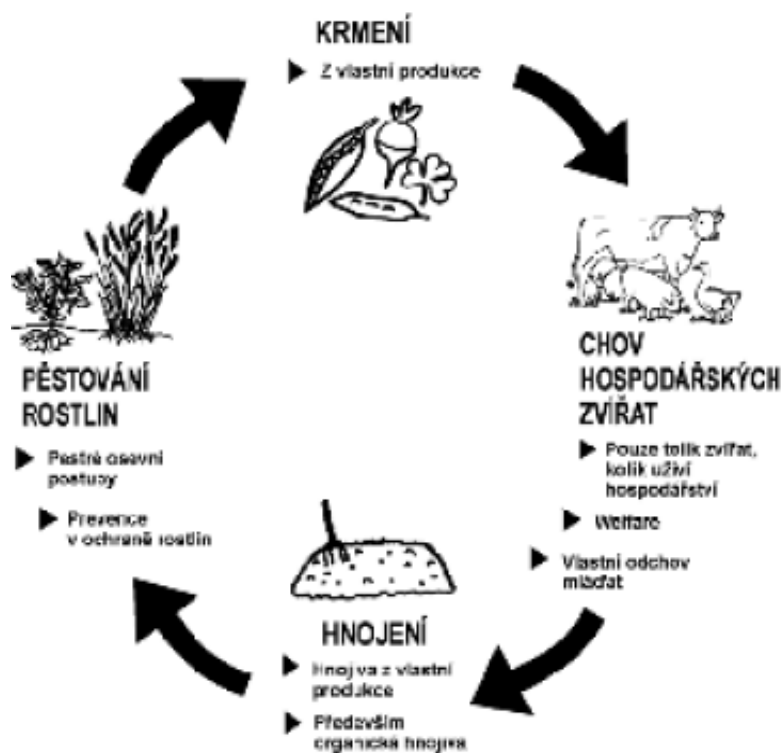 KRMENÍ
Z vlastní produkce
CHOV
HOSPODÁŘSKÝCH
ZVÍŘAT
Pouze tolik zvířat,
kolik uživí
hospodářství
Welfare
Vlastní odchov
mláďat
HNOJENÍ
Hnojiva z vlastní
produkce
Především
organická hnojiva
PĚSTOVÁNÍ
ROSTLIN
Pestré osevní
postupy
Prevence
v ochraně rostlin